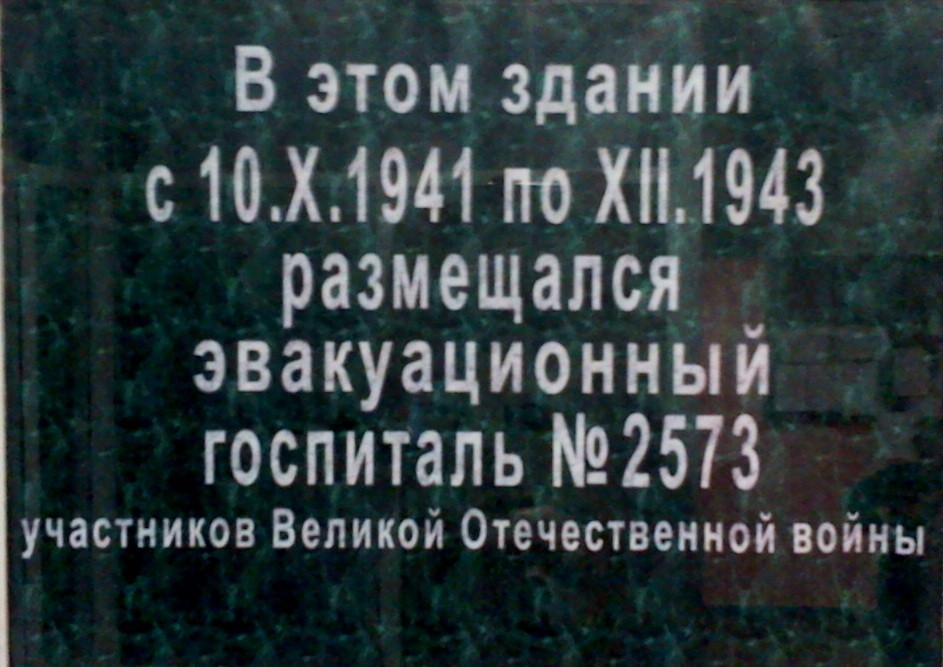 В этом здании
с 10.X.1941 по XII.1943
размещался
эвакуационный
госпиталь №2573
участников Великой Отечественной войны